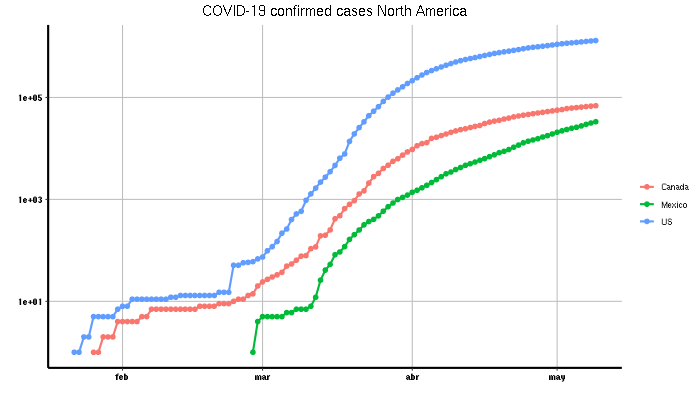 COVID-19 confirmed cases North America
1e+05
1e+03
1e+01
feb
mar
abr
may
Canada
Mexico
US